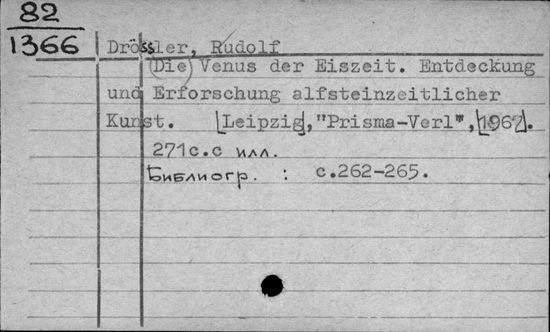 82
1366
Drössler, Rudolf
(Die) Venus der Eiszeit. Entdeckung
und Erforschung alfsteinzeitlicher
Kunst. [Leipzig], "Prisma-Verl", [1967].
271с.с илл.
Библиогр. : с.262-265.